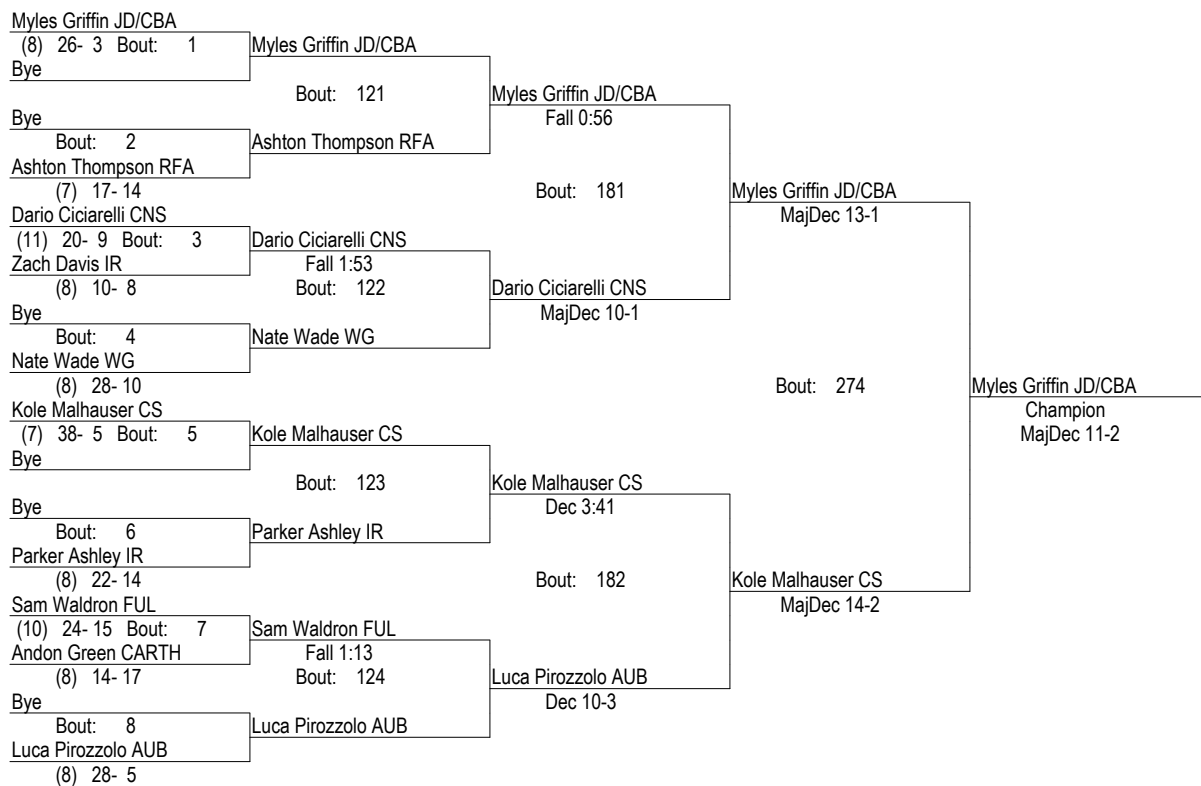 Myles Griffin JD/CBA
(8) 26- 3 Bout: 1
Bye
Bye
Bout: 2
Ashton Thompson RFA
(7) 17- 14
Dario Ciciarelli CNS
(11) 20- 9 Bout: 3
Zach Davis IR
(8) 10- 8
Bye
Bout: 4
Nate Wade WG
(8) 28- 10
Kole Malhauser CS
(7) 38- 5 Bout: 5
Bye
Bye
Bout: 6
Parker Ashley IR
(8) 22- 14
Sam Waldron FUL
(10) 24- 15 Bout: 7
Andon Green CARTH
(8) 14- 17
Bye
Bout: 8
Luca Pirozzolo AUB
(8) 28- 5
Myles Griffin JD/CBA
Bout: 121
Ashton Thompson RFA
Dario Ciciarelli CNS
Fall 1:53
Bout: 122
Nate Wade WG
Kole Malhauser CS
Bout: 123
Parker Ashley IR
Sam Waldron FUL
Fall 1:13
Bout: 124
Luca Pirozzolo AUB
Myles Griffin JD/CBA
Fall 0:56
Bout: 181
Dario Ciciarelli CNS
MajDec 10-1
Kole Malhauser CS
Dec 3:41
Bout: 182
Luca Pirozzolo AUB
Dec 10-3
Myles Griffin JD/CBA
MajDec 13-1
Bout: 274
Kole Malhauser CS
MajDec 14-2
Myles Griffin JD/CBA
Champion
MajDec 11-2